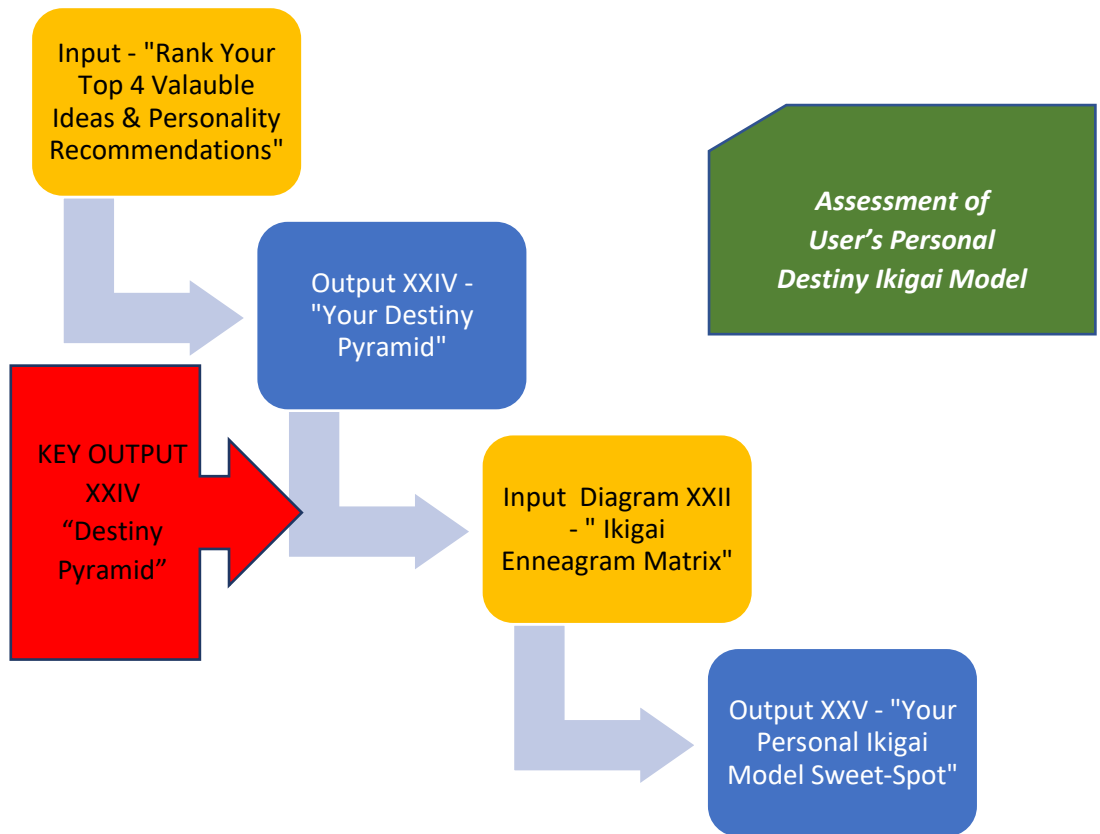 Input - "Rank Your
Top 4 Valauble
Ideas & Personality
Recommendations"
Assessment of
User’s Personal
Destiny Ikigai Model
Output XXIV -
"Your Destiny
Pyramid"
KEY OUTPUT
XXIV
“Destiny
Pyramid”
Input  Diagram XXII
- " Ikigai
Enneagram Matrix"
Output XXV - "Your
Personal Ikigai
Model Sweet-Spot"